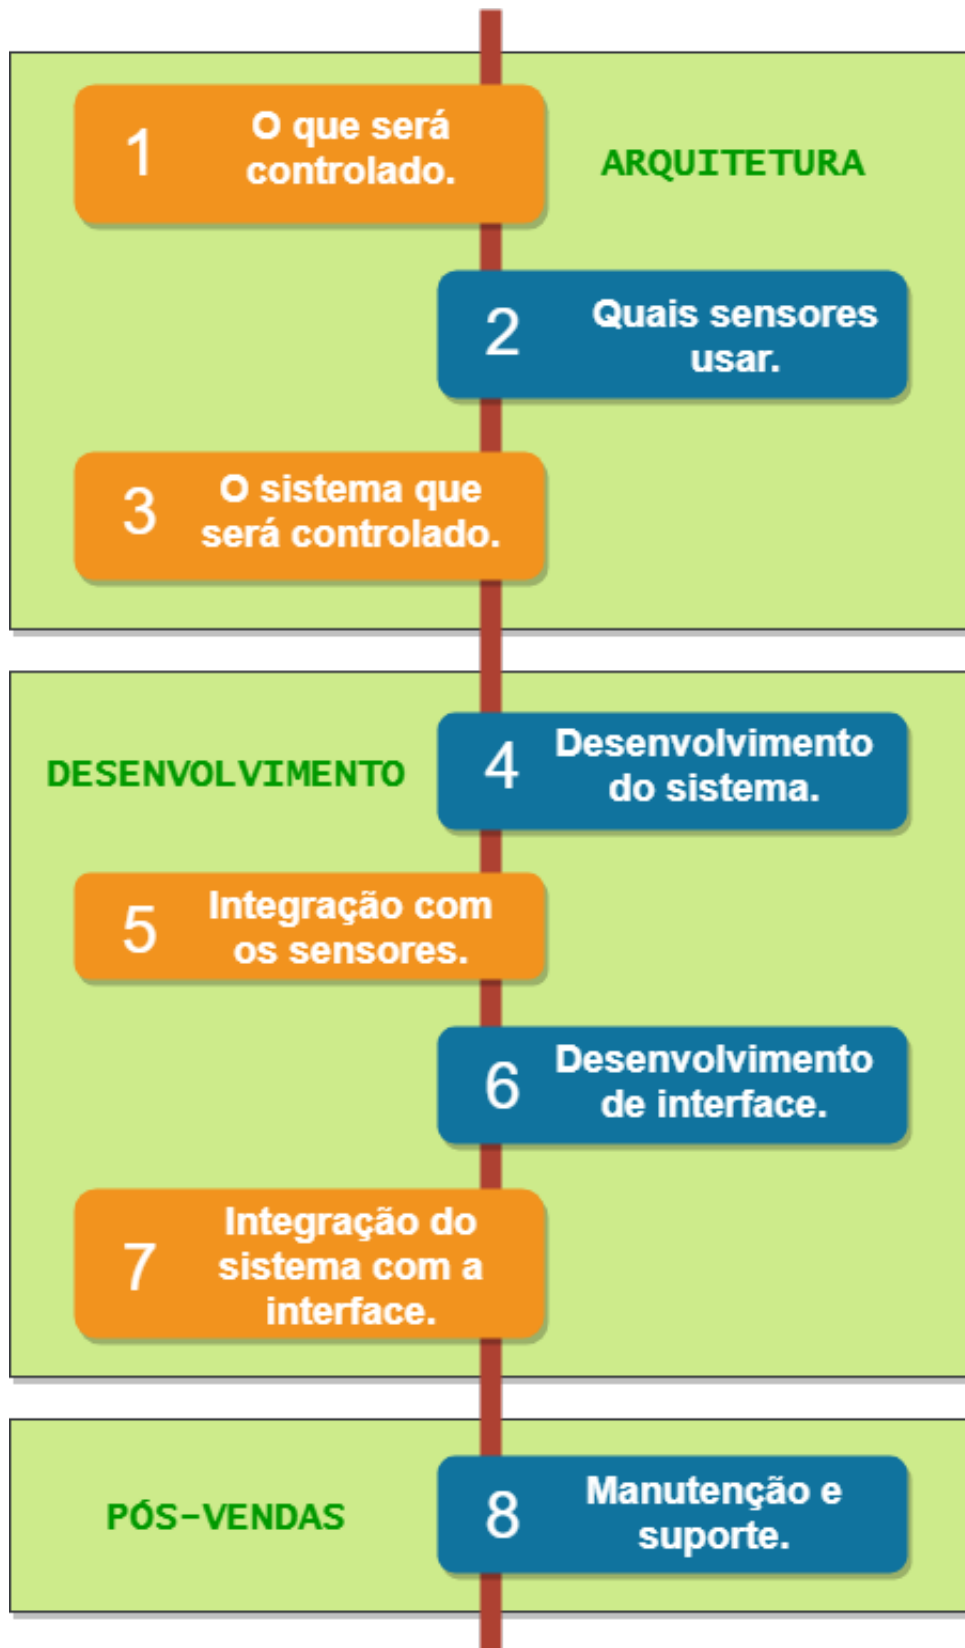 1
O que será
controlado.
ARQUITETURA
2
Quais sensores
usar.
3
O sistema que
será controlado.
DESENVOLVIMENTO
4
Desenvolvimento
do sistema.
5
Integração com
os sensores.
6
Desenvolvimento
de interface.
7
Integração do
sistema com a
interface.
PÓS-VENDAS
8
Manutenção e
suporte.